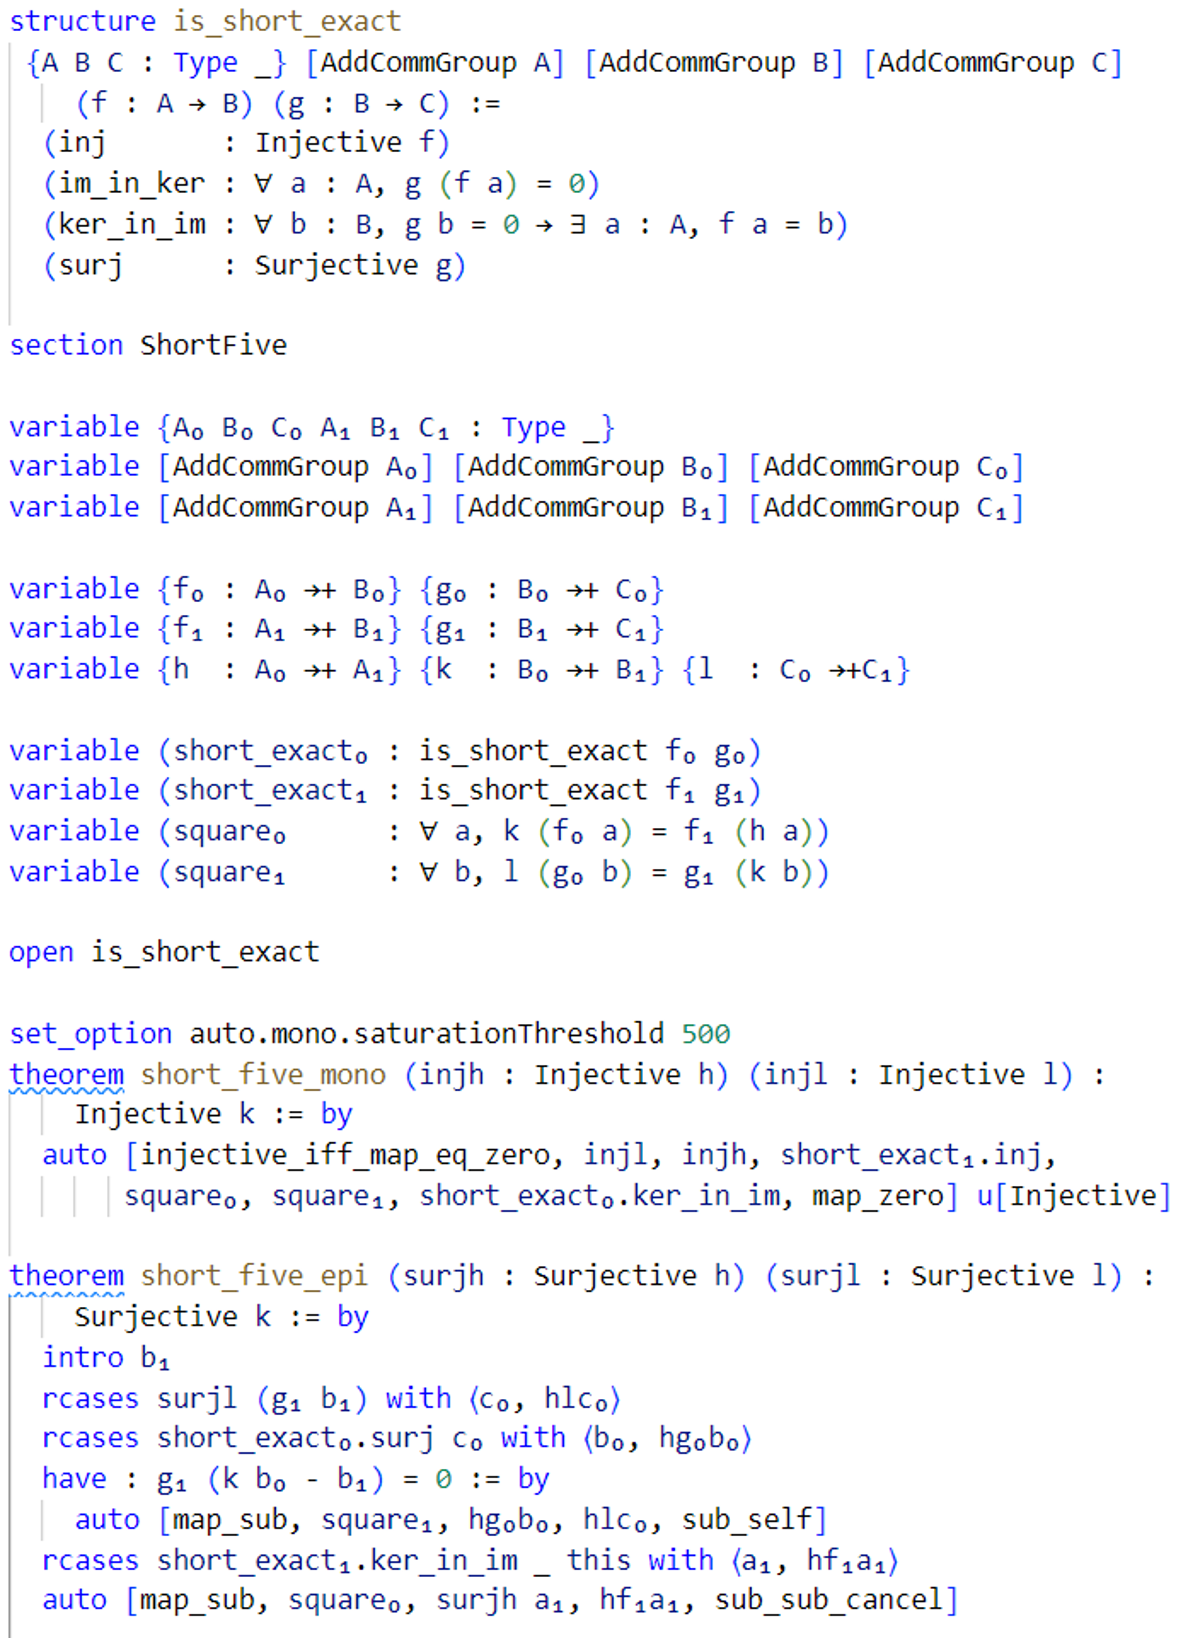 structure is_short_exact
{A B C : Type _} [AddCommGroup A] [AddCommGroup B] [AddCommGroup C]
(f : A → B) (g : B → C) :=
(inj : Injective f)
(im_in_ker : ∀ a : A, g (f a) = 0)
(ker_in_im : ∀ b : B, g b = 0 → ∃ a : A, f a = b)
(surj : Surjective g)
section ShortFive
variable {A₀ B₀ C₀ A₁ B₁ C₁ : Type _}
variable [AddCommGroup A₀] [AddCommGroup B₀] [AddCommGroup C₀]
variable [AddCommGroup A₁] [AddCommGroup B₁] [AddCommGroup C₁]
variable {f₀ : A₀ →+ B₀} {g₀ : B₀ →+ C₀}
variable {f₁ : A₁ →+ B₁} {g₁ : B₁ →+ C₁}
variable {h : A₀ →+ A₁} {k : B₀ →+ B₁} {l : C₀ →+C₁}
variable (short_exact₀ : is_short_exact f₀ g₀)
variable (short_exact₁ : is_short_exact f₁ g₁)
variable (square₀ : ∀ a, k (f₀ a) = f₁ (h a))
variable (square₁ : ∀ b, l (g₀ b) = g₁ (k b))
open is_short_exact
set_option auto.mono.saturationThreshold 500
theorem short_five_mono (injh : Injective h) (injl : Injective l) :
Injective k := by
auto [injective_iff_map_eq_zero, injl, injh, short_exact₁.inj,
square₀, square₁, short_exact₀.ker_in_im, map_zero] u[Injective]
theorem short_five_epi (surjh : Surjective h) (surjl : Surjective l) :
Surjective k := by
intro b₁
rcases surjl (g₁ b₁) with ⟨c₀, hlc₀⟩
rcases short_exact₀.surj c₀ with ⟨b₀, hg₀b₀⟩
have : g₁ (k b₀ - b₁) = 0 := by
auto [map_sub, square₁, hg₀b₀, hlc₀, sub_self]
rcases short_exact₁.ker_in_im _ this with ⟨a₁, hf₁a₁⟩
auto [map_sub, square₀, surjh a₁, hf₁a₁, sub_sub_cancel]